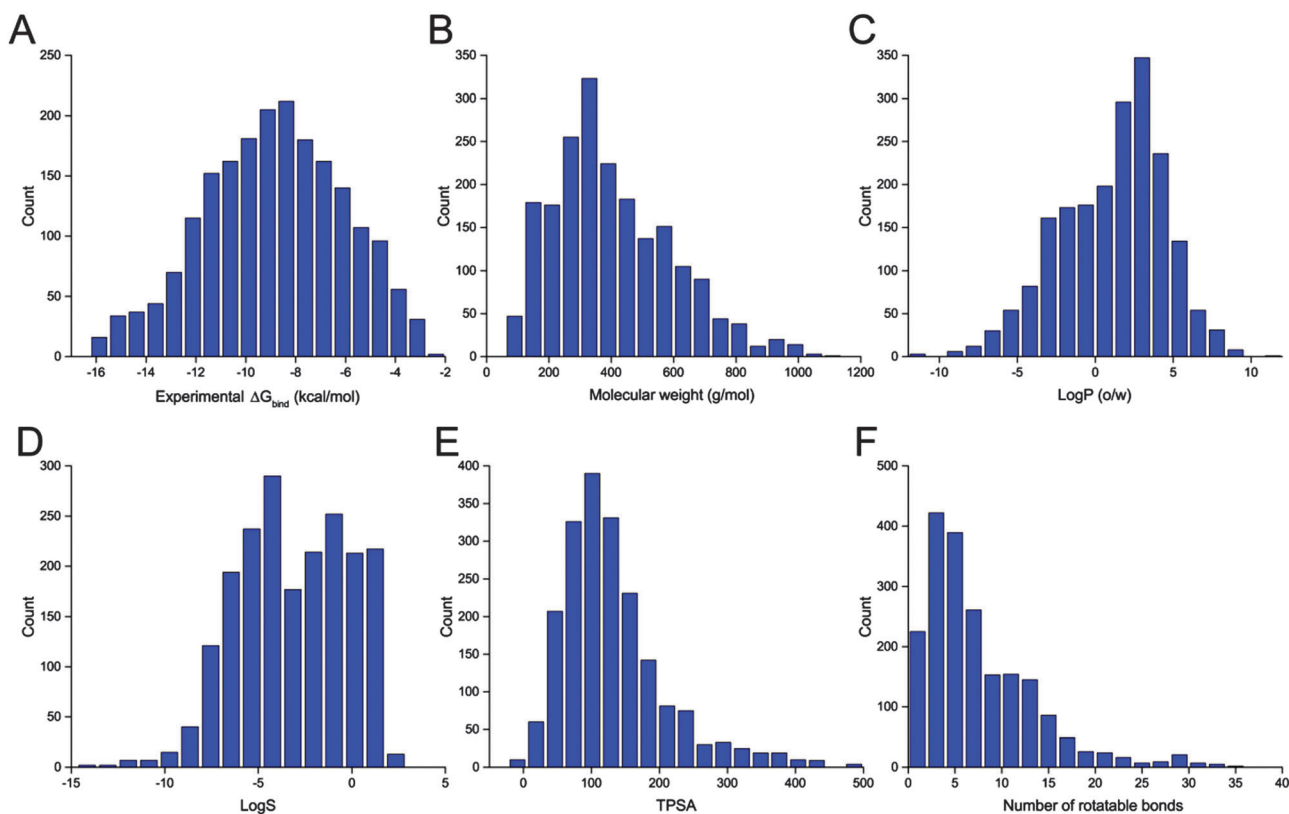 A
250
200
150
100
50
0
Count
-16 -14 -12 -10 -8 -6 -4 -2
Experimental ΔGbind (kcal/mol)
B
350
300
250
200
150
100
50
0
Count
0 200 400 600 800 1000 1200
Molecular weight (g/mol)
C
350
300
250
200
150
100
50
0
Count
-10 -5 0 5 10
LogP (o/w)
D
300
250
200
150
100
50
0
Count
-15 -10 -5 0 5
LogS
E
400
350
300
250
200
150
100
50
0
Count
0 100 200 300 400 500
TPSA
F
500
400
300
200
100
0
Count
0 5 10 15 20 25 30 35 40
Number of rotatable bonds